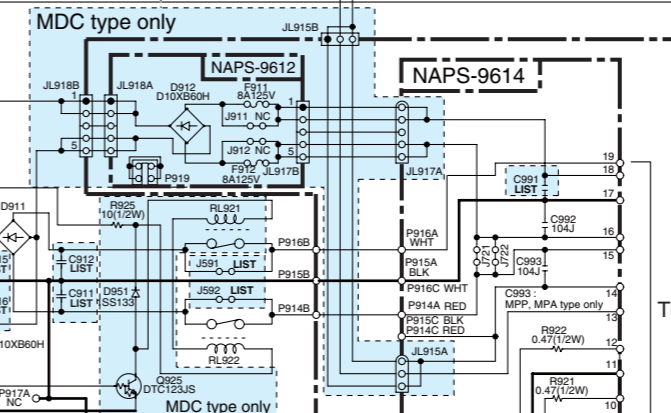 MDC type only
JL915B
NAPS-9612
NAPS-9614
JL918B
JL918A
D912
D10XB60H
F911
8A125V
1
1
J911 NC
5
J912 NC
5
F912
8A125V
JL917B
P919
JL917A
19
18
C991
LIST
17
D911
R925
10(1/2W)
RL921
C992
104J
P916B
P916A
WHT
16
J721
J722
15
C912
LIST
J591 LIST
P915B
P915A
BLK
C993
104J
P916C WHT
C911
LIST
D951
SS133
J592 LIST
14
C993 :
MPF, MPA type only
P914B
P914A RED
13
P915C BLK
P914C RED
R922
0.47(1/2W)
12
10XB60H
RL922
JL915A
11
Q925
DTC123JS
R921
0.47(1/2W)
P917A
NC
MDC type only
10